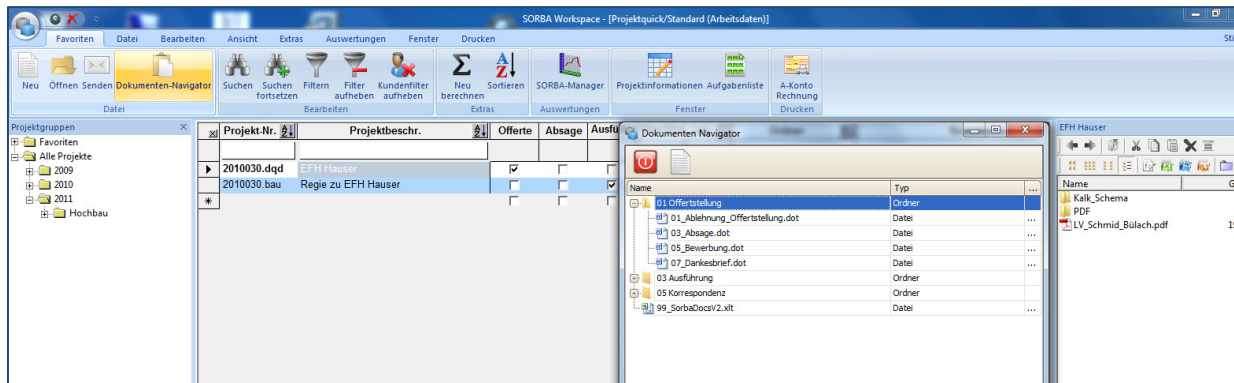 SORBA Workspace - [Projektquick/Standard (Arbeitsdaten)]
Favoriten Datei Bearbeiten Ansicht Extras Auswertungen Fenster Drucken
Neu Öffnen Senden Dokumenten-Navigator Suchen Suchen fortsetzen Filtern Filter aufheben Kundenfilter aufheben Neu berechnen Sortieren SORBA-Manager Projektinformationen Aufgabenliste A-Konto Rechnung
Datei Bearbeiten Extras Auswertungen Fenster Drucken
Projektgruppen
Favoriten
Alle Projekte
2009
2010
2011
Hochbau
Projekt-Nr. Projektbeschr. Offerte Absage Ausfü
2010030.dqd EFH Hauser
2010030.bau Regie zu EFH Hauser
Dokumenten Navigator
Name Typ ...
01 Offertstellung Ordner
01_Ablehnung_Offertstellung.dot Datei ...
03_Absage.dot Datei ...
05_Bewerbung.dot Datei ...
07_Dankesbrief.dot Datei ...
03 Ausführung Ordner
05 Korrespondenz Ordner
99_SorbaDocsV2.xlt Datei ...
EFH Hauser
Name G
Kalk_Schema
PDF
LV_Schmid_Bülach.pdf